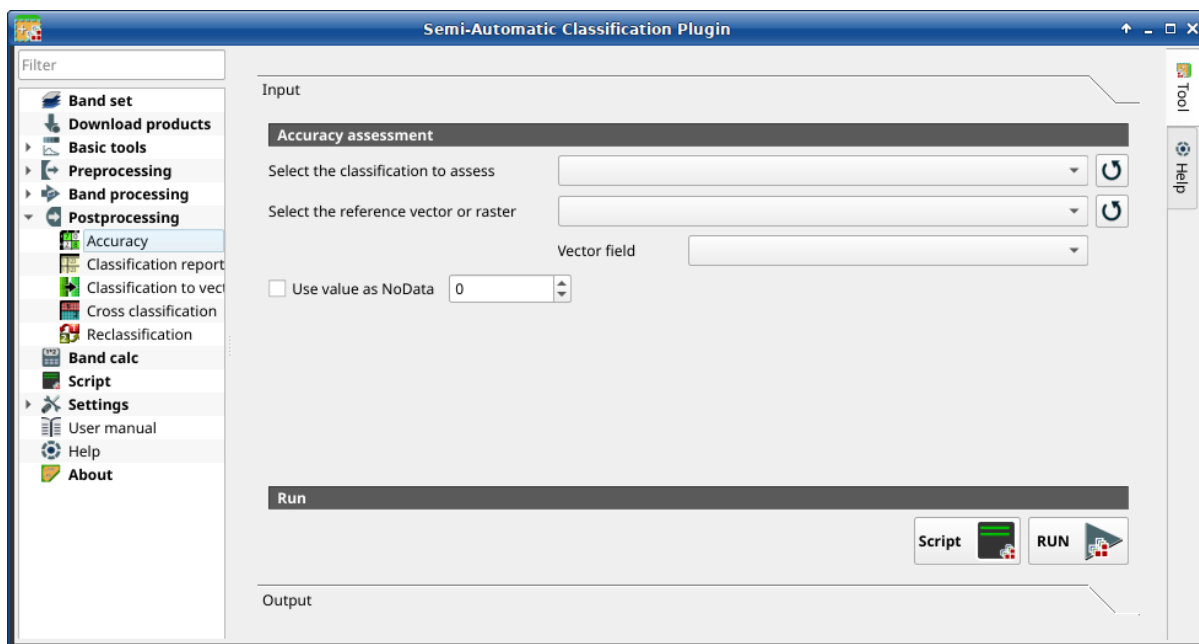 Semi-Automatic Classification Plugin
Filter
Band set
Download products
Basic tools
Preprocessing
Band processing
Postprocessing
Accuracy
Classification report
Classification to vect
Cross classification
Reclassification
Band calc
Script
Settings
User manual
Help
About
Input
Accuracy assessment
Select the classification to assess
Select the reference vector or raster
Vector field
Use value as NoData 0
Run
Script RUN
Output
Tool
Help